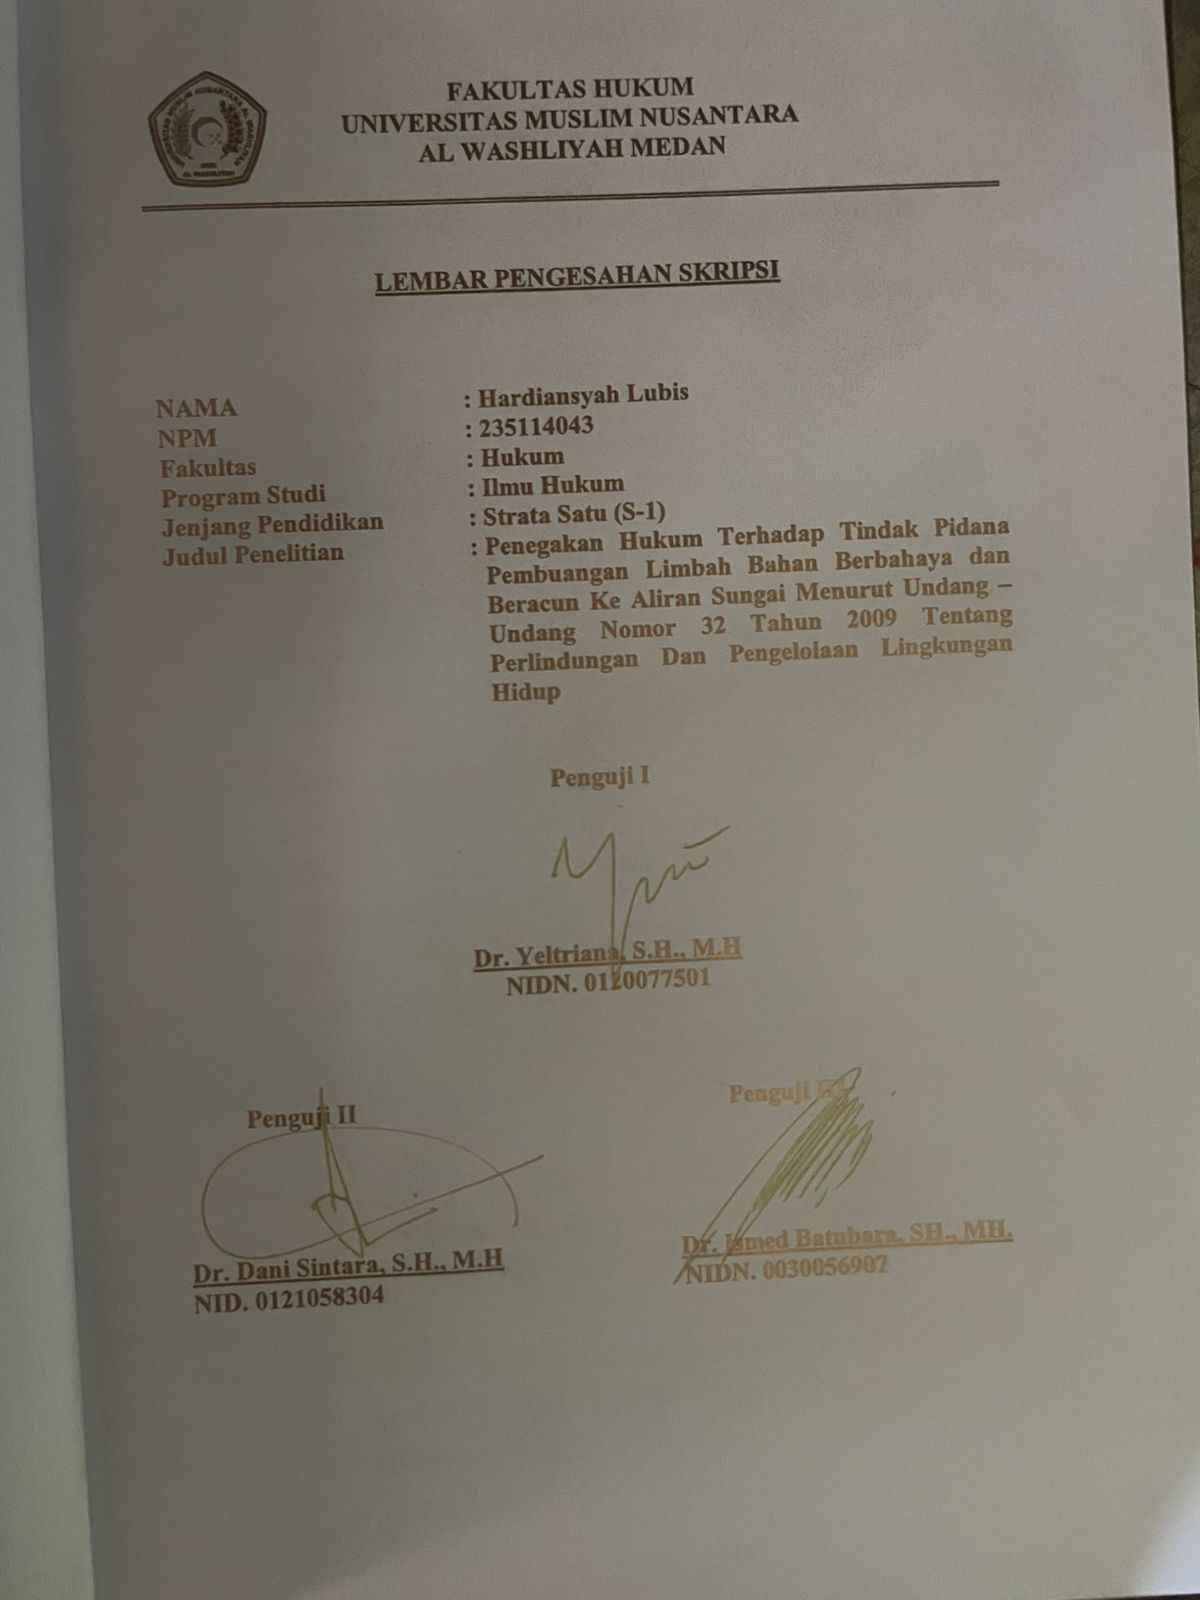 FAKULTAS HUKUM
UNIVERSITAS MUSLIM NUSANTARA
AL WASHLIYAH MEDAN
LEMBAR PENGESAHAN SKRIPSI
NAMA : Hardiansyah Lubis
NPM : 235114043
Fakultas : Hukum
Program Studi : Ilmu Hukum
Jenjang Pendidikan : Strata Satu (S-1)
Judul Penelitian : Penegakan Hukum Terhadap Tindak Pidana
Pembuangan Limbah Bahan Berbahaya dan
Beracun Ke Aliran Sungai Menurut Undang –
Undang Nomor 32 Tahun 2009 Tentang
Perlindungan Dan Pengelolaan Lingkungan
Hidup
Penguji I
Dr. Yeltriana, S.H., M.H
NIDN. 0120077501
Penguji II
Dr. Dani Sintara, S.H., M.H
NID. 0121058304
Penguji III
Dr. Batubara, SH., MH.
NIDN. 0030056907